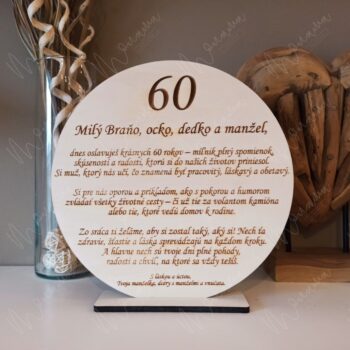 60
Milý Braňo, ocko, dedko a manžel,
dnes oslavuješ krásnych 60 rokov – míľnik plný spomienok,
skúseností a radosti, ktorú si do našich životov priniesol.
Si muž, ktorý nás učí, čo znamená byť pracovitý, láskavý a obetavý.
Si pre nás oporou a príkladom, ako s pokorou a humorom
zvládať všetky životné cesty – či už tie za volantom kamióna
alebo tie, ktoré vedú domov k rodine.
Zo srdca ti želáme, aby si zostal taký, aký si! Nech ťa
zdravie, šťastie a láska sprevádzajú na každom kroku.
A hlavne nech sú tvoje dni plné pohody,
radosti a chvíľ, na ktoré sa vždy tešíš.
S láskou a úctou,
Tvoja manželka, dcéry s manželmi a vnúčatá.